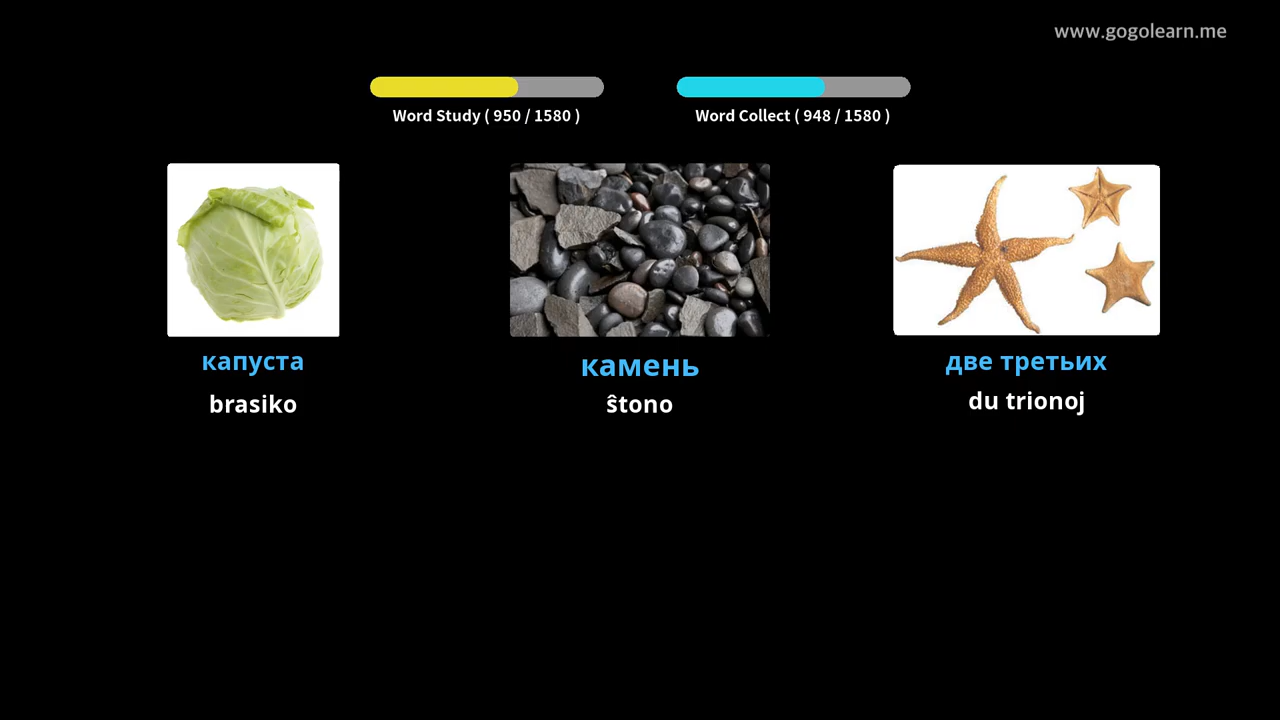 www.gogolearn.me
Word Study ( 950 / 1580 )
Word Collect ( 948 / 1580 )
капуста
brasiko
камень
ŝtono
две третьих
du trionoj